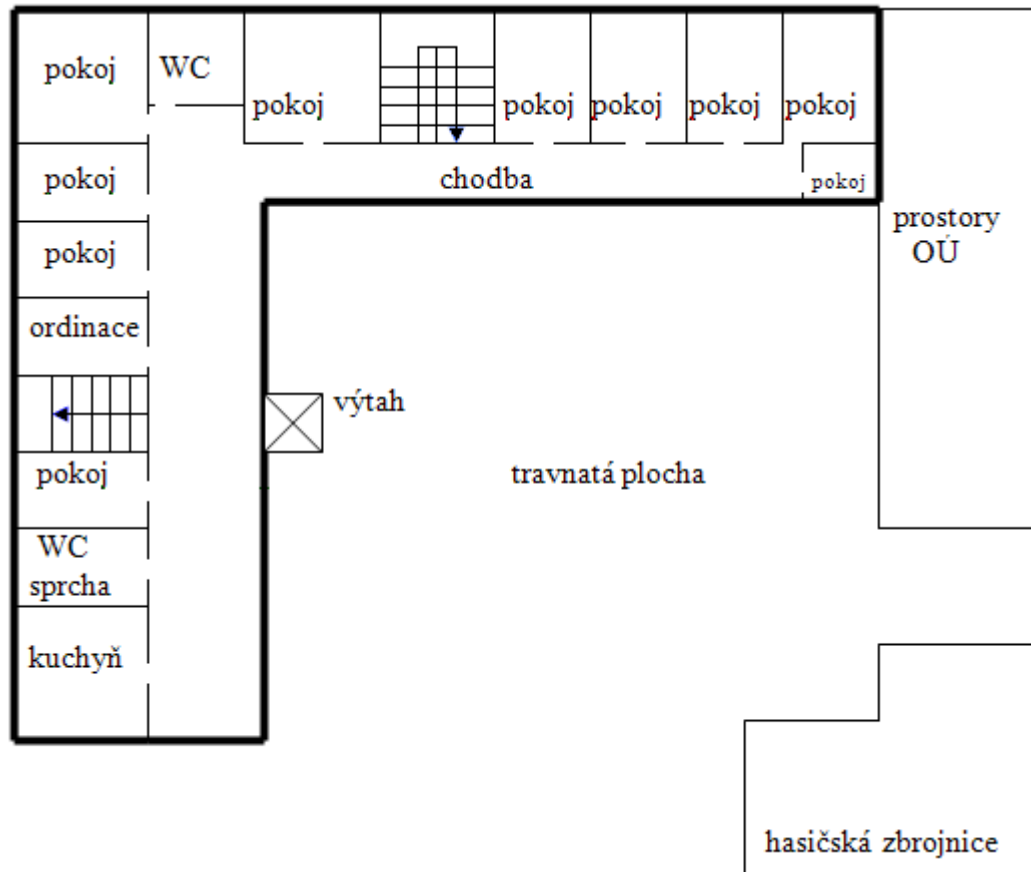 pokoj
WC
pokoj
pokoj
pokoj
pokoj
pokoj
pokoj
chodba
pokoj
prostory
OÚ
pokoj
ordinace
výtah
pokoj
travnatá plocha
WC
sprcha
kuchyň
hasičská zbrojnice